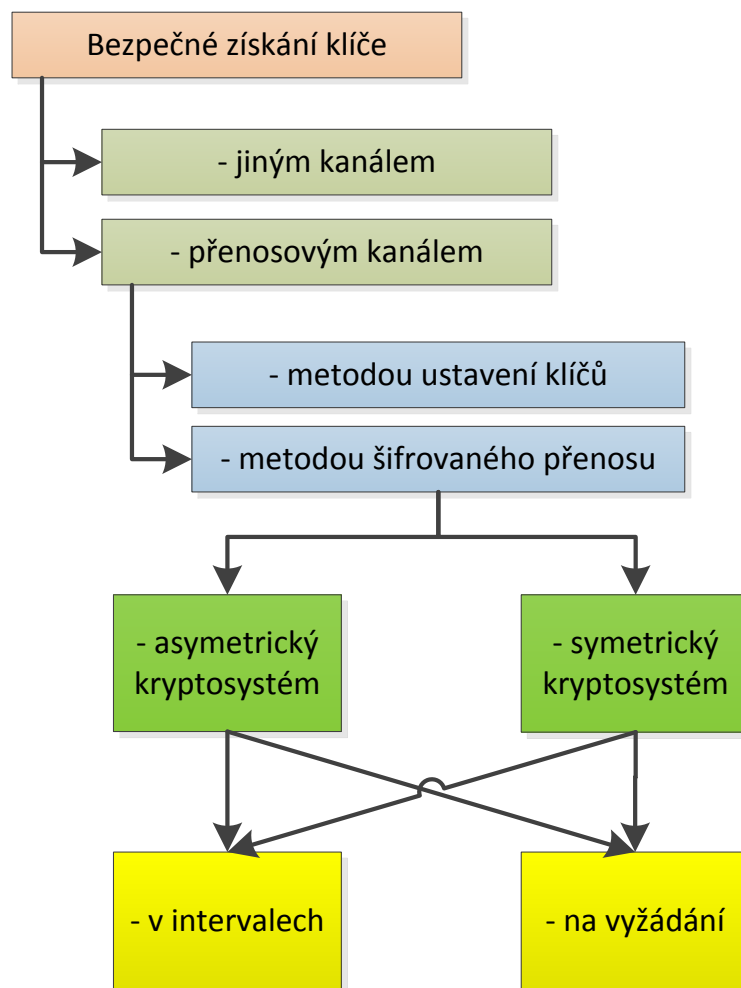 Bezpečné získání klíče
- jiným kanálem
- přenosovým kanálem
- metodou ustavení klíčů
- metodou šifrovaného přenosu
- asymetrický
kryptosystém
- symetrický
kryptosystém
- v intervalech
- na vyžádání